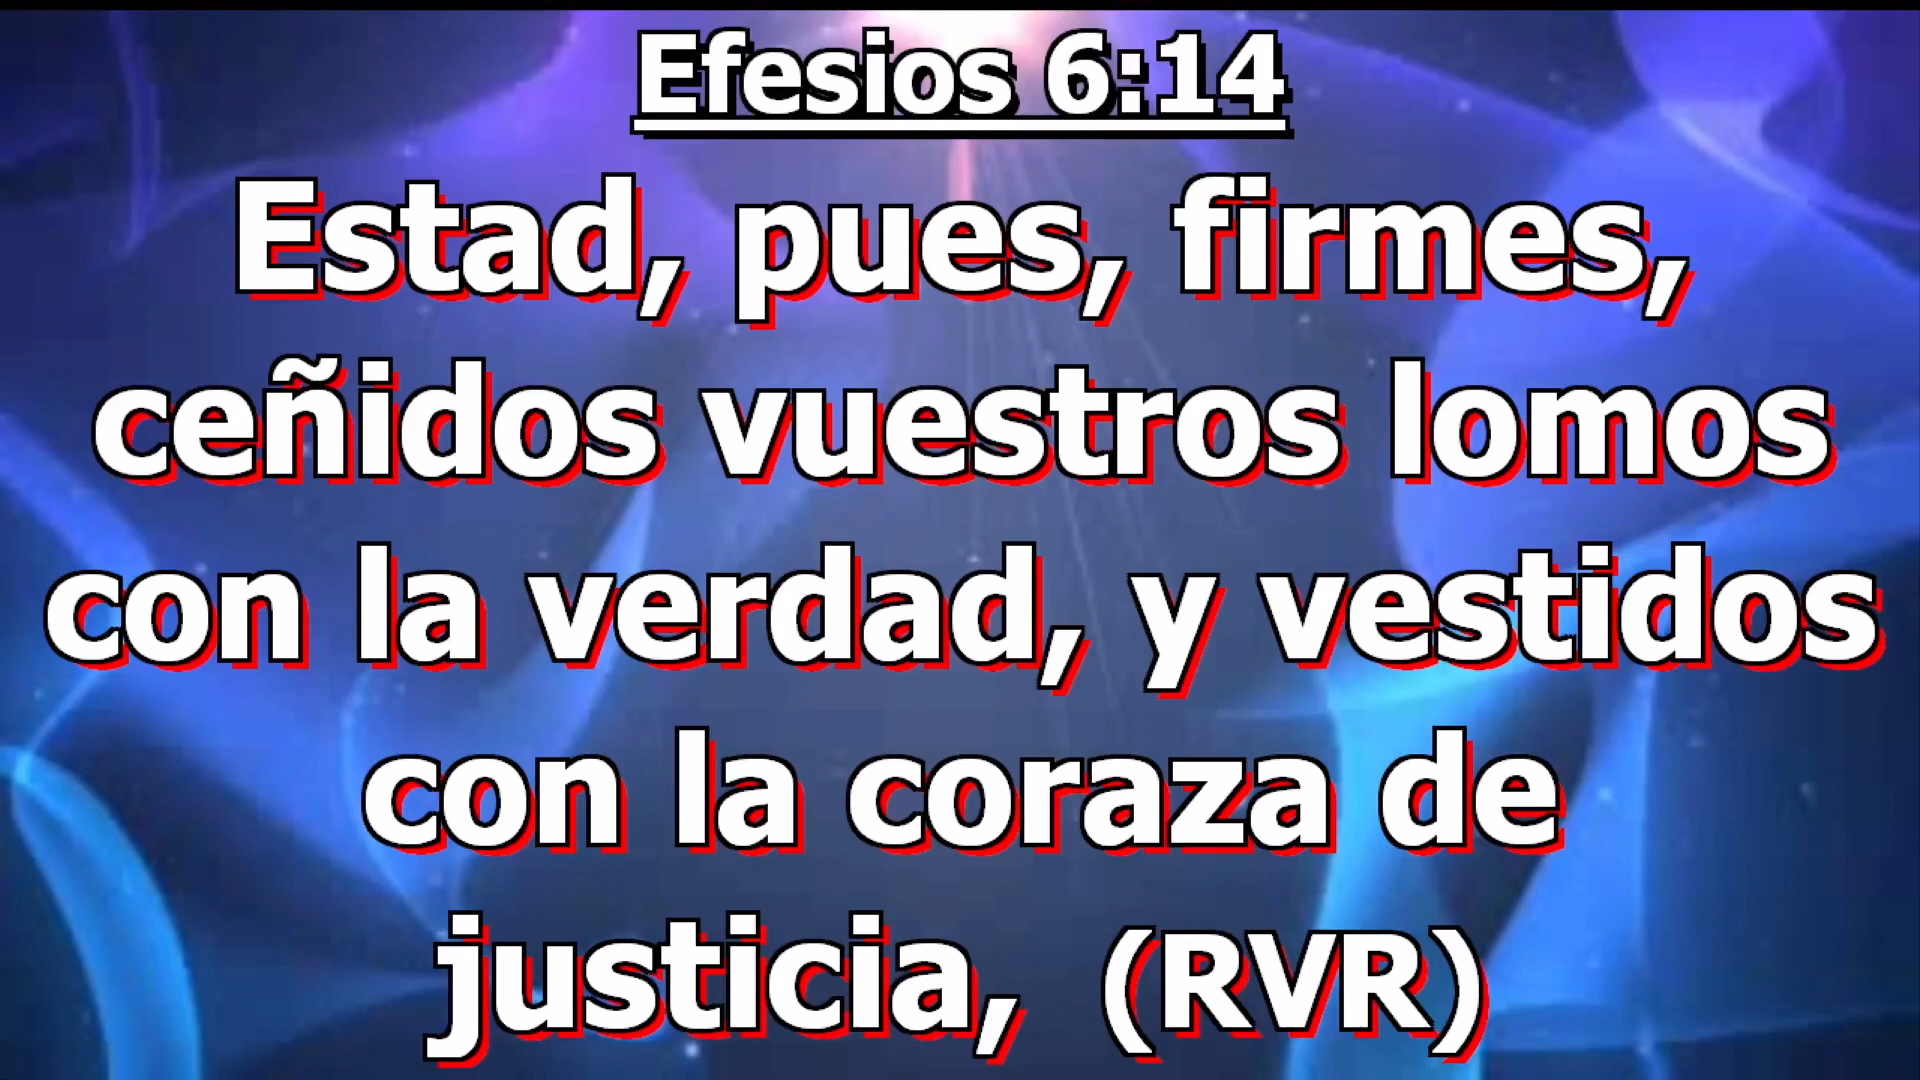 Efesios 6:14
Estad, pues, firmes,
ceñidos vuestros lomos
con la verdad, y vestidos
con la coraza de
justicia, (RVR)